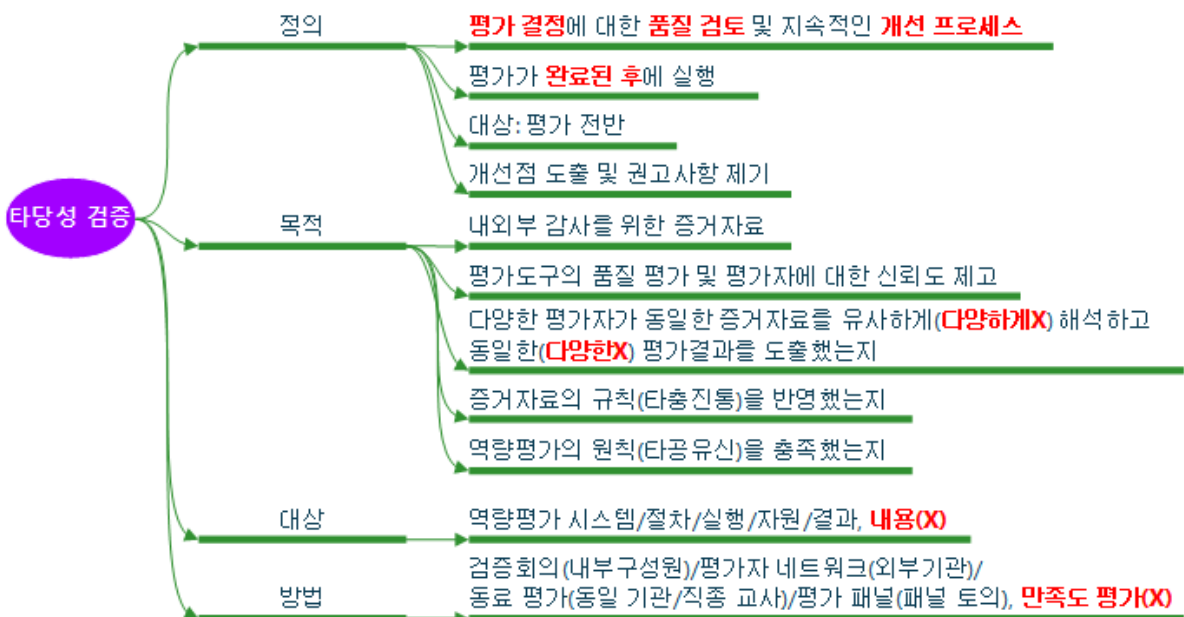 타당성 검증
정의
평가 결정에 대한 품질 검토 및 지속적인 개선 프로세스
평가가 완료된 후에 실행
대상: 평가 전반
개선점 도출 및 권고사항 제기
목적
내외부 감사를 위한 증거자료
평가도구의 품질 평가 및 평가자에 대한 신뢰도 제고
다양한 평가자가 동일한 증거자료를 유사하게(다양하게X) 해석하고
동일한(다양한X) 평가결과를 도출했는지
증거자료의 규칙(타충진통)을 반영했는지
역량평가의 원칙(타공유신)을 충족했는지
대상
역량평가 시스템/절차/실행/자원/결과, 내용(X)
방법
검증회의(내부구성원)/평가자 네트워크(외부기관)/
동료 평가(동일 기관/직종 교사)/평가 패널(패널 토의), 만족도 평가(X)